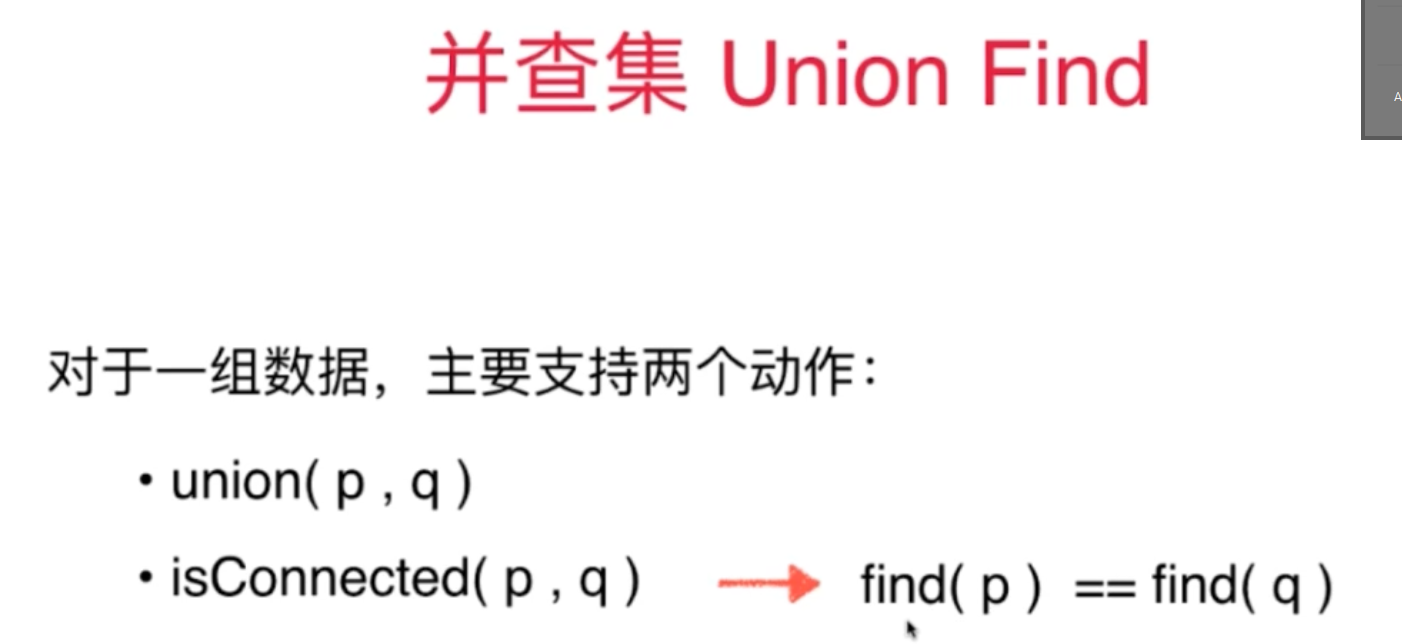 并查集 Union Find
对于一组数据，主要支持两个动作：
• union( p , q )
• isConnected( p , q ) → find( p ) == find( q )
A